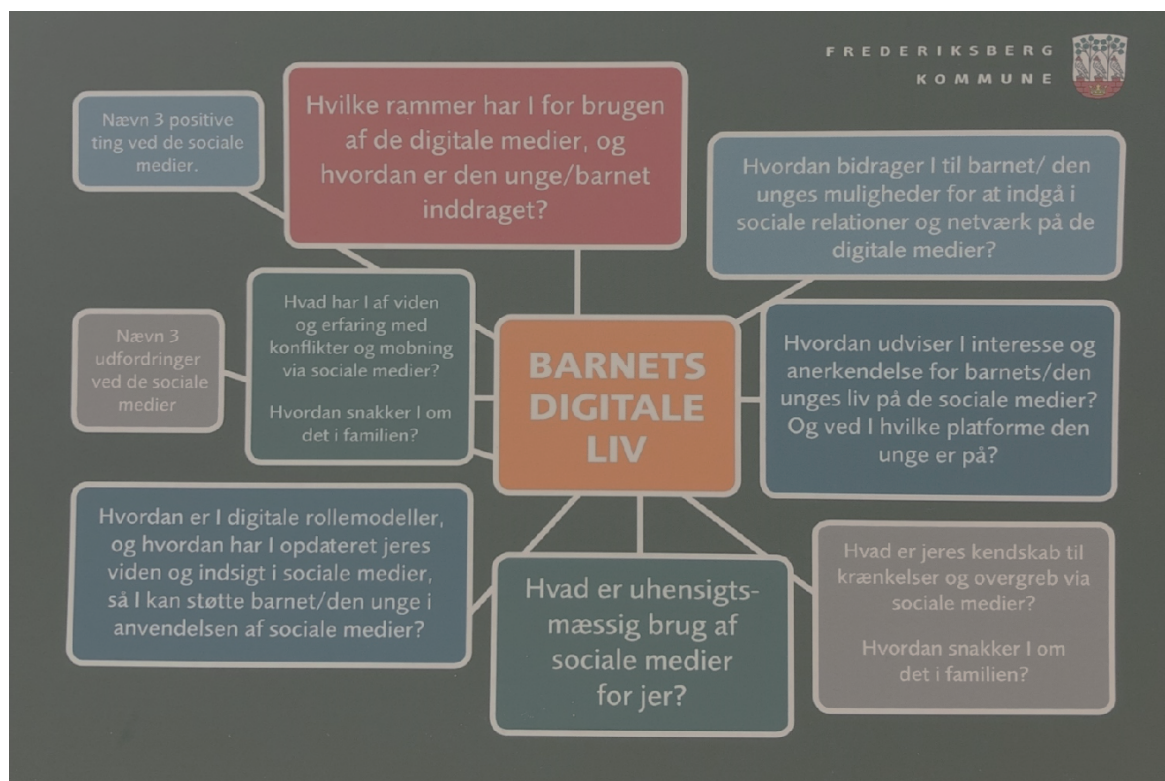 FREDERIKSBERG
KOMMUNE
Nævn 3 positive
ting ved de sociale
medier.
Hvilke rammer har I for brugen
af de digitale medier, og
hvordan er den unge/barnet
inddraget?
Hvordan bidrager I til barnet/ den
unges muligheder for at indgå i
sociale relationer og netværk på de
digitale medier?
Nævn 3
udfordringer
ved de sociale
medier
Hvad har I af viden
og erfaring med
konflikter og mobning
via sociale medier?
Hvordan snakker I om
det i familien?
BARNETS
DIGITALE
LIV
Hvordan udviser I interesse og
anerkendelse for barnets/den
unges liv på de sociale medier?
Og ved I hvilke platforme den
unge er på?
Hvordan er I digitale rollemodeller,
og hvordan har I opdateret jeres
viden og indsigt i sociale medier,
så I kan støtte barnet/den unge i
anvendelsen af sociale medier?
Hvad er uhensigts-
mæssig brug af
sociale medier
for jer?
Hvad er jeres kendskab til
krænkelser og overgreb via
sociale medier?
Hvordan snakker I om
det i familien?